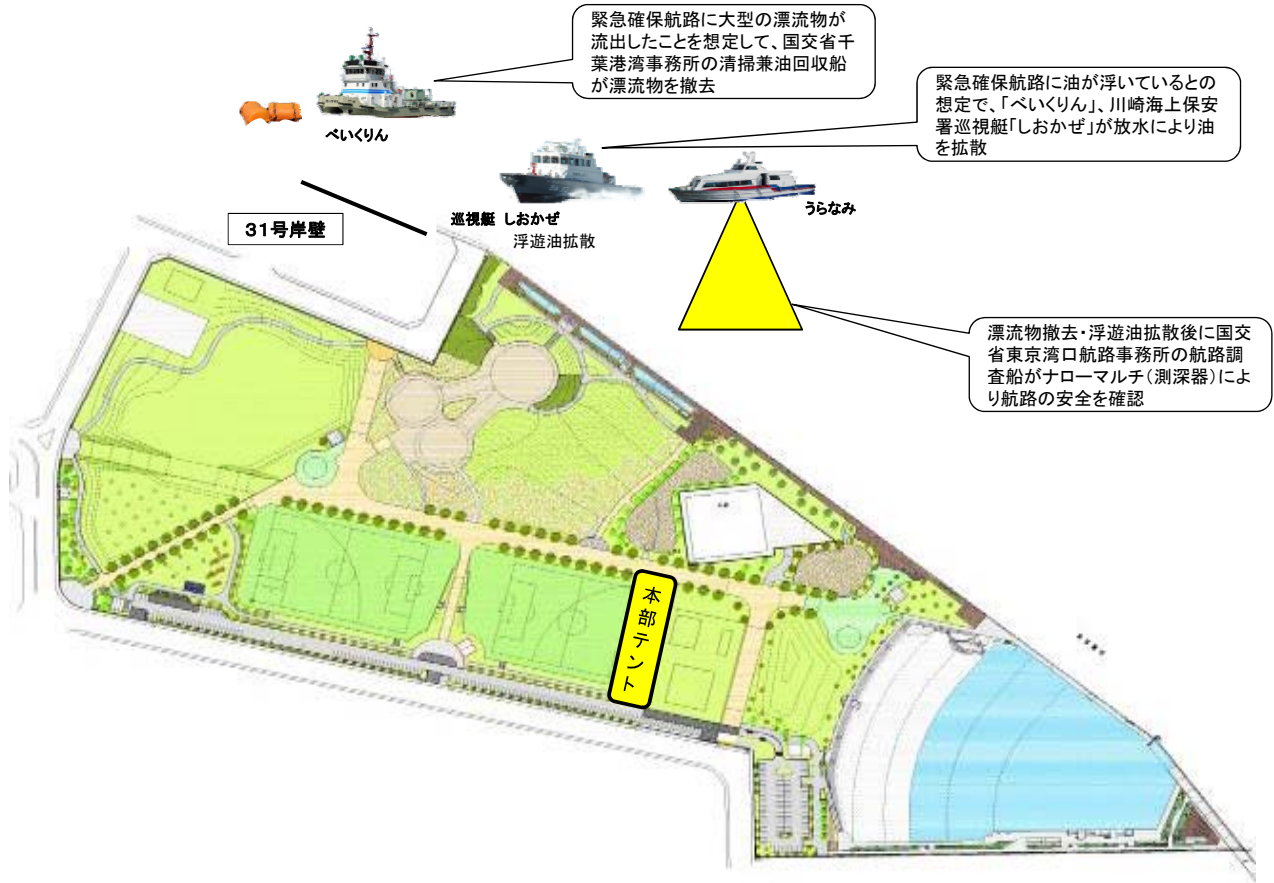 緊急確保航路に大型の漂流物が
流出したことを想定して、国交省千
葉港湾事務所の清掃兼油回収船
が漂流物を撤去
緊急確保航路に油が浮いているとの
想定で、「べいくりん」、川崎海上保安
署巡視艇「しおかぜ」が放水により油
を拡散
べいくりん
巡視艇 しおかぜ
浮遊油拡散
うらなみ
31号岸壁
漂流物撤去・浮遊油拡散後に国交
省東京湾口航路事務所の航路調
査船がナローマルチ(測深器)によ
り航路の安全を確認
本部テント